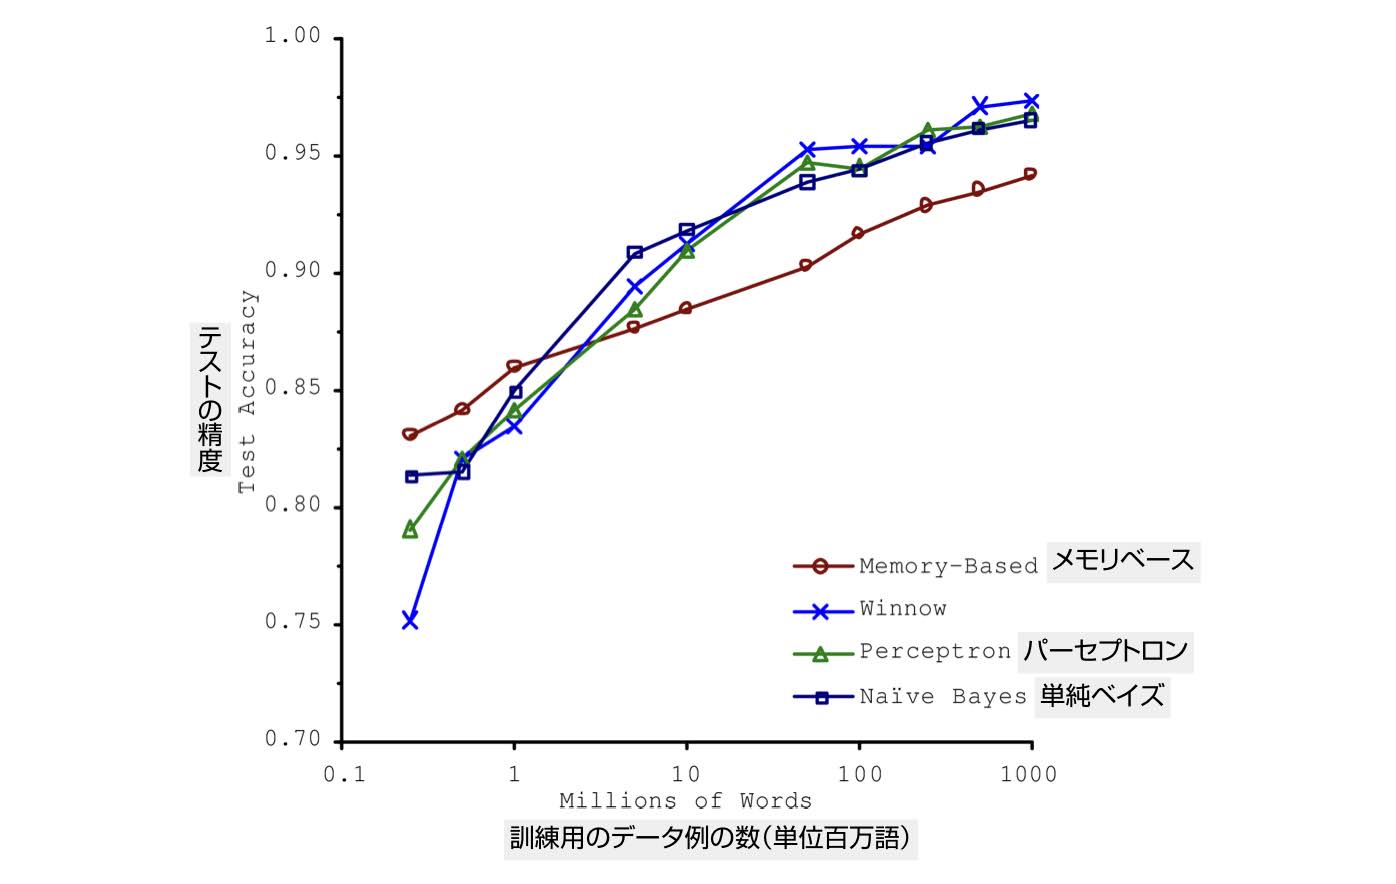 1.00
0.95
0.90
0.85
0.80
0.75
0.70
テストの精度
Test Accuracy
Memory-Based メモリベース
Winnow
Perceptron パーセプトロン
Naïve Bayes 単純ベイズ
0.1 1 10 100 1000
Millions of Words
訓練用のデータ例の数(単位百万語)